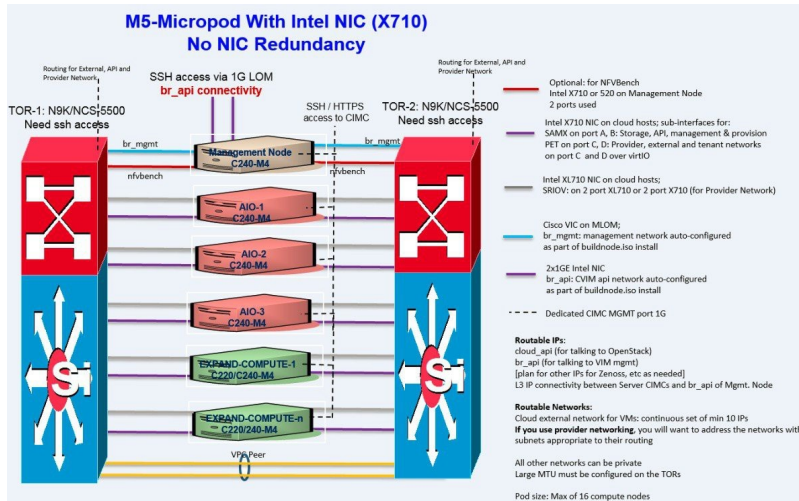 M5-Micropod With Intel NIC (X710)
No NIC Redundancy
Routing for External, API and
Provider Network
SSH access via 1G LOM
br_api connectivity
SSH / HTTPS
access to CIMC
Routing for External, API and
Provider Network
TOR-1: N9K/NCS-5500
Need ssh access
TOR-2: N9K/NCS-5500
Need ssh access
br_mgmt
Management Node
C240-M4
br_mgmt
nfvbench
nfvbench
AIO-1
C240-M4
AIO-2
C240-M4
AIO-3
C240-M4
EXPAND-COMPUTE-1
C220/C240-M4
EXPAND-COMPUTE-n
C220/240-M4
VPC Peer
Si
Si
Optional: for NFVBench
Intel X710 or 520 on Management Node
2 ports used
Intel X710 NIC on cloud hosts; sub-interfaces for:
SAMX on port A, B: Storage, API, management & provision
PET on port C, D: Provider, external and tenant networks
on port C and D over virtIO
Intel XL710 NIC on cloud hosts;
SRIOV: on 2 port XL710 or 2 port X710 (for Provider Network)
Cisco VIC on MLOM;
br_mgmt: management network auto-configured
as part of buildnode.iso install
2x1GE Intel NIC
br_api: CVIM api network auto-configured
as part of buildnode.iso install
Dedicated CIMC MGMT port 1G
Routable IPs:
cloud_api (for talking to OpenStack)
br_api (for talking to VIM mgmt)
[plan for other IPs for Zenoss, etc as needed]
L3 IP connectivity between Server CIMCs and br_api of Mgmt. Node
Routable Networks:
Cloud external network for VMs: continuous set of min 10 IPs
If you use provider networking, you will want to address the networks with
subnets appropriate to their routing
All other networks can be private
Large MTU must be configured on the TORs
Pod size: Max of 16 compute nodes